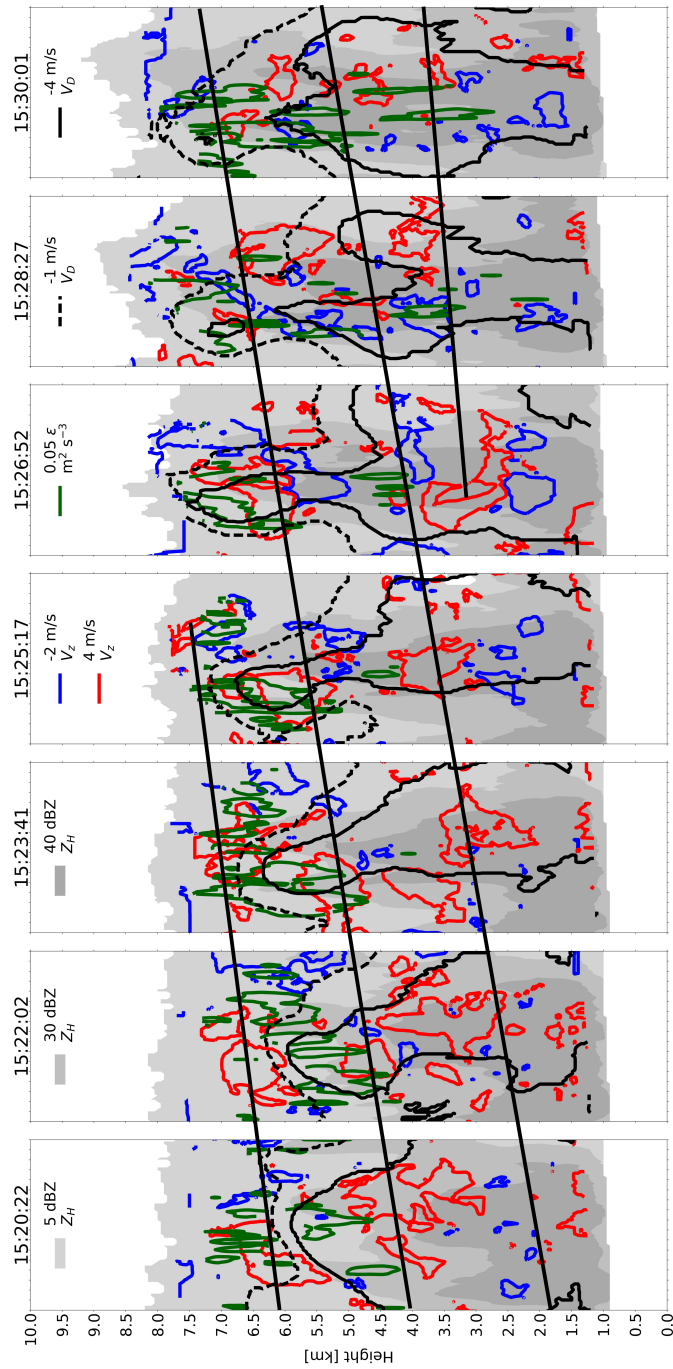 15:20:22
15:22:02
15:23:41
15:25:17
15:26:52
15:28:27
15:30:01
5 dBZ
Z_H
30 dBZ
Z_H
40 dBZ
Z_H
-2 m/s
V_z
4 m/s
V_z
0.05 ε
m² s⁻³
-1 m/s
V_D
-4 m/s
V_D
Height [km]
10.0
9.5
9.0
8.5
8.0
7.5
7.0
6.5
6.0
5.5
5.0
4.5
4.0
3.5
3.0
2.5
2.0
1.5
1.0
0.5
0.0